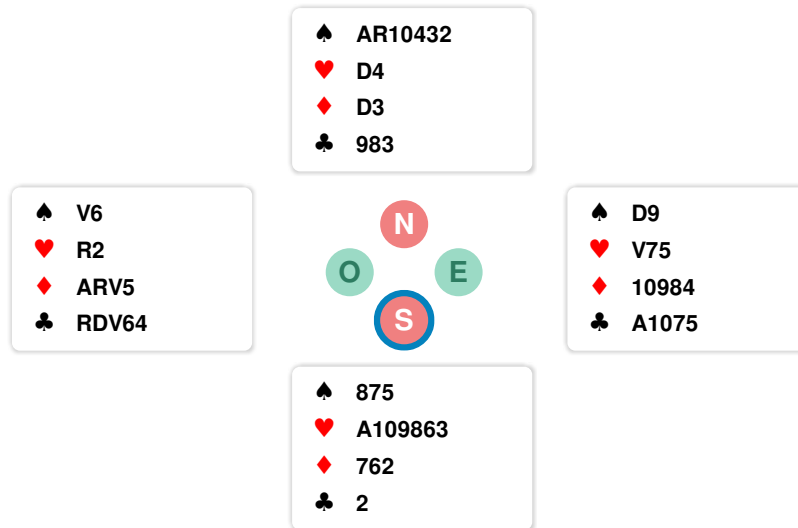 ♠ AR10432
♥ D4
♦ D3
♣ 983
♠ V6
♥ R2
♦ ARV5
♣ RDV64
N
O E
S
♠ D9
♥ V75
♦ 10984
♣ A1075
♠ 875
♥ A109863
♦ 762
♣ 2